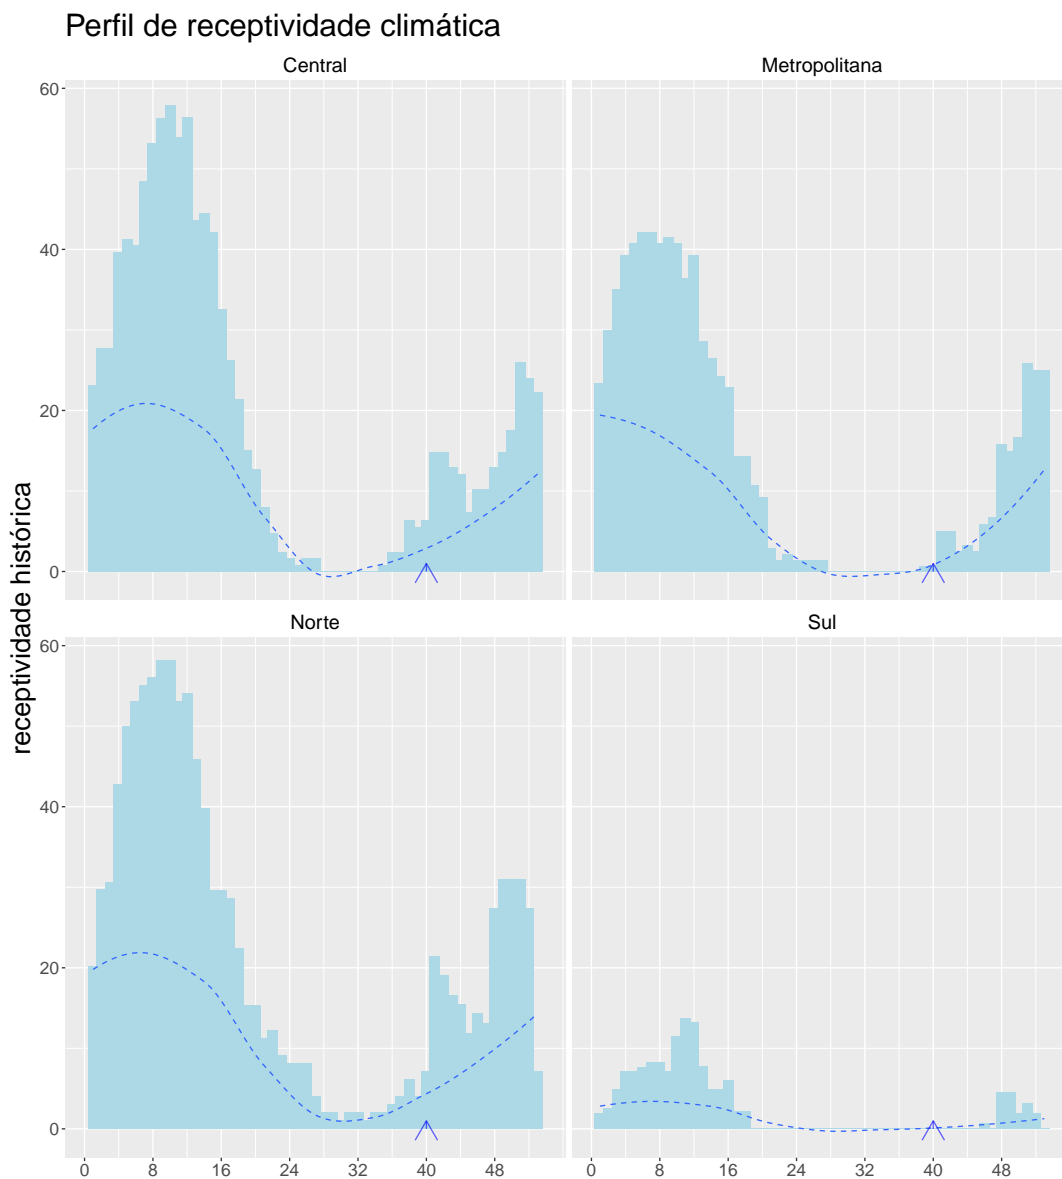 Perfil de receptividade climática
Central
Metropolitana
60
40
20
0
receptividade histórica
Norte
Sul
60
40
20
0
0 8 16 24 32 40 48
0 8 16 24 32 40 48